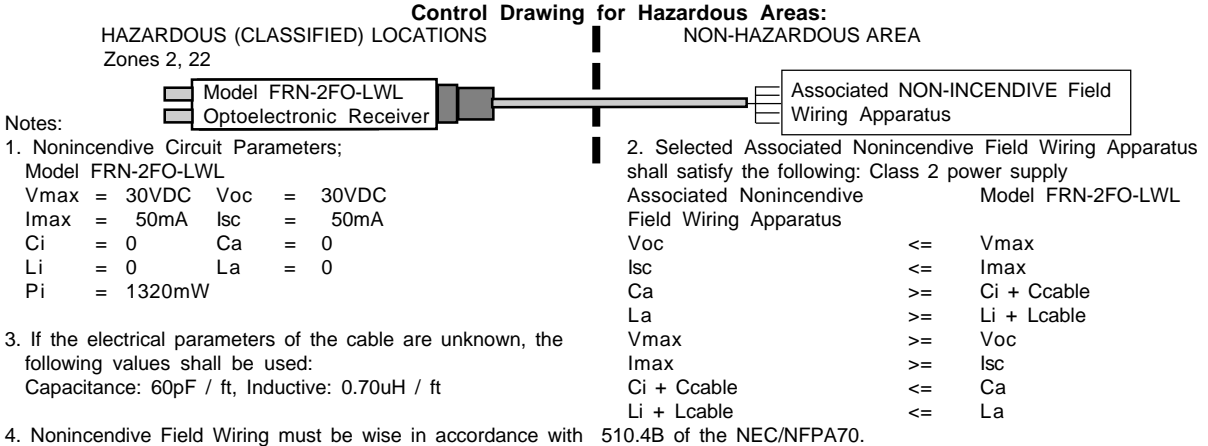 Control Drawing for Hazardous Areas:
HAZARDOUS (CLASSIFIED) LOCATIONS
Zones 2, 22
NON-HAZARDOUS AREA
Model FRN-2FO-LWL
Optoelectronic Receiver
Associated NON-INCENDIVE Field
Wiring Apparatus
Notes:
1. Nonincendive Circuit Parameters;
Model FRN-2FO-LWL
Vmax = 30VDC Voc = 30VDC
Imax = 50mA Isc = 50mA
Ci = 0 Ca = 0
Li = 0 La = 0
Pi = 1320mW
3. If the electrical parameters of the cable are unknown, the
following values shall be used:
Capacitance: 60pF / ft, Inductive: 0.70uH / ft
2. Selected Associated Nonincendive Field Wiring Apparatus
shall satisfy the following: Class 2 power supply
Associated Nonincendive Model FRN-2FO-LWL
Field Wiring Apparatus
Voc <= Vmax
Isc <= Imax
Ca >= Ci + Ccable
La >= Li + Lcable
Vmax >= Voc
Imax >= Isc
Ci + Ccable <= Ca
Li + Lcable <= La
4. Nonincendive Field Wiring must be wise in accordance with 510.4B of the NEC/NFPA70.